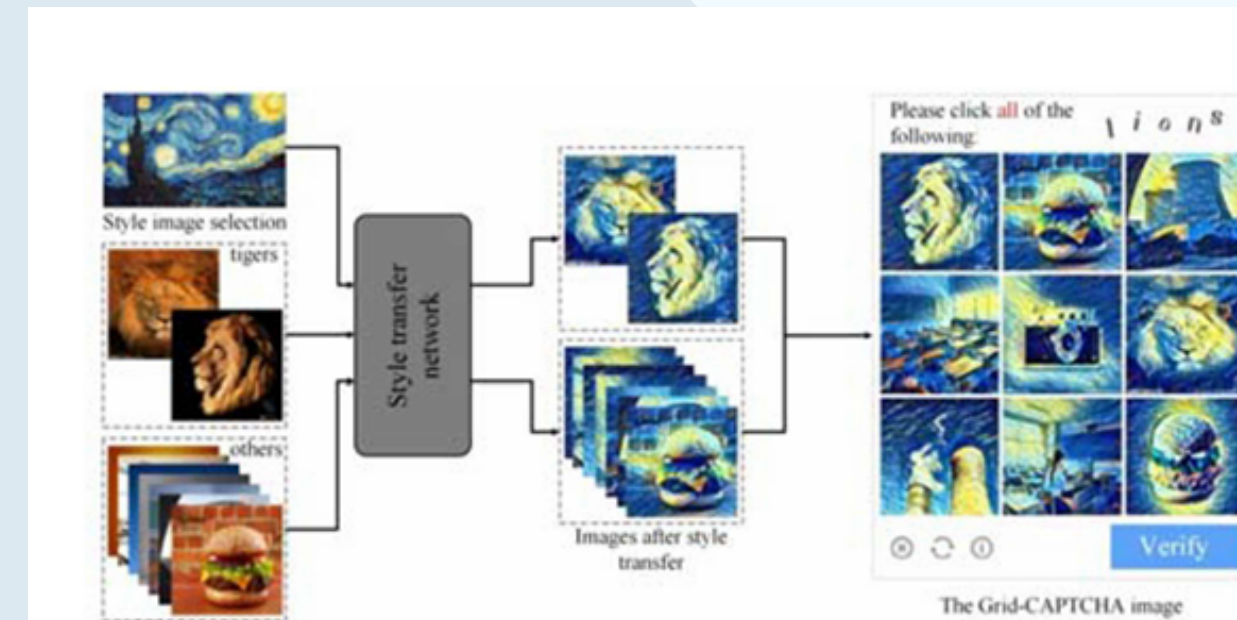 Style image selection
tigers
others
Style transfer
network
Images after style
transfer
Please click all of the
following:
lions
Verify
The Grid-CAPTCHA image